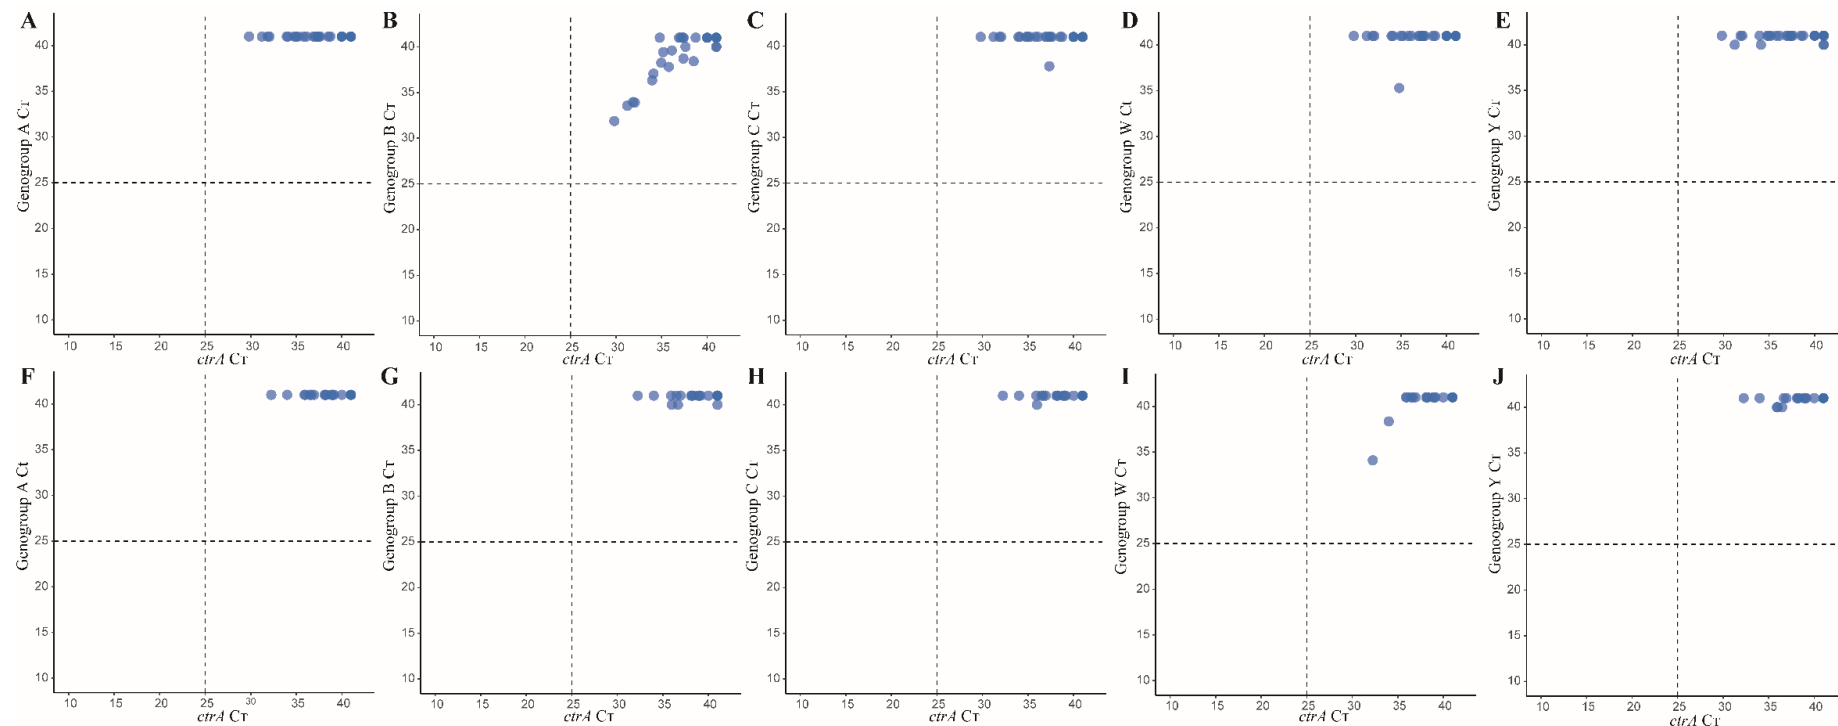 A
Genogroup A CT
40
35
30
25
20
15
10
10 15 20 25 30 35 40
ctrA CT
B
Genogroup B CT
40
35
30
25
20
15
10
10 15 20 25 30 35 40
ctrA CT
C
Genogroup C CT
40
35
30
25
20
15
10
10 15 20 25 30 35 40
ctrA CT
D
Genogroup W Ct
40
35
30
25
20
15
10
10 15 20 25 30 35 40
ctrA CT
E
Genogroup Y CT
40
35
30
25
20
15
10
10 15 20 25 30 35 40
ctrA CT
F
Genogroup A Ct
40
35
30
25
20
15
10
10 15 20 25 30 35 40
ctrA CT
G
Genogroup B CT
40
35
30
25
20
15
10
10 15 20 25 30 35 40
ctrA CT
H
Genogroup C CT
40
35
30
25
20
15
10
10 15 20 25 30 35 40
ctrA CT
I
Genogroup W CT
40
35
30
25
20
15
10
10 15 20 25 30 35 40
ctrA CT
J
Genoogroup Y CT
40
35
30
25
20
15
10
10 15 20 25 30 35 40
ctrA CT